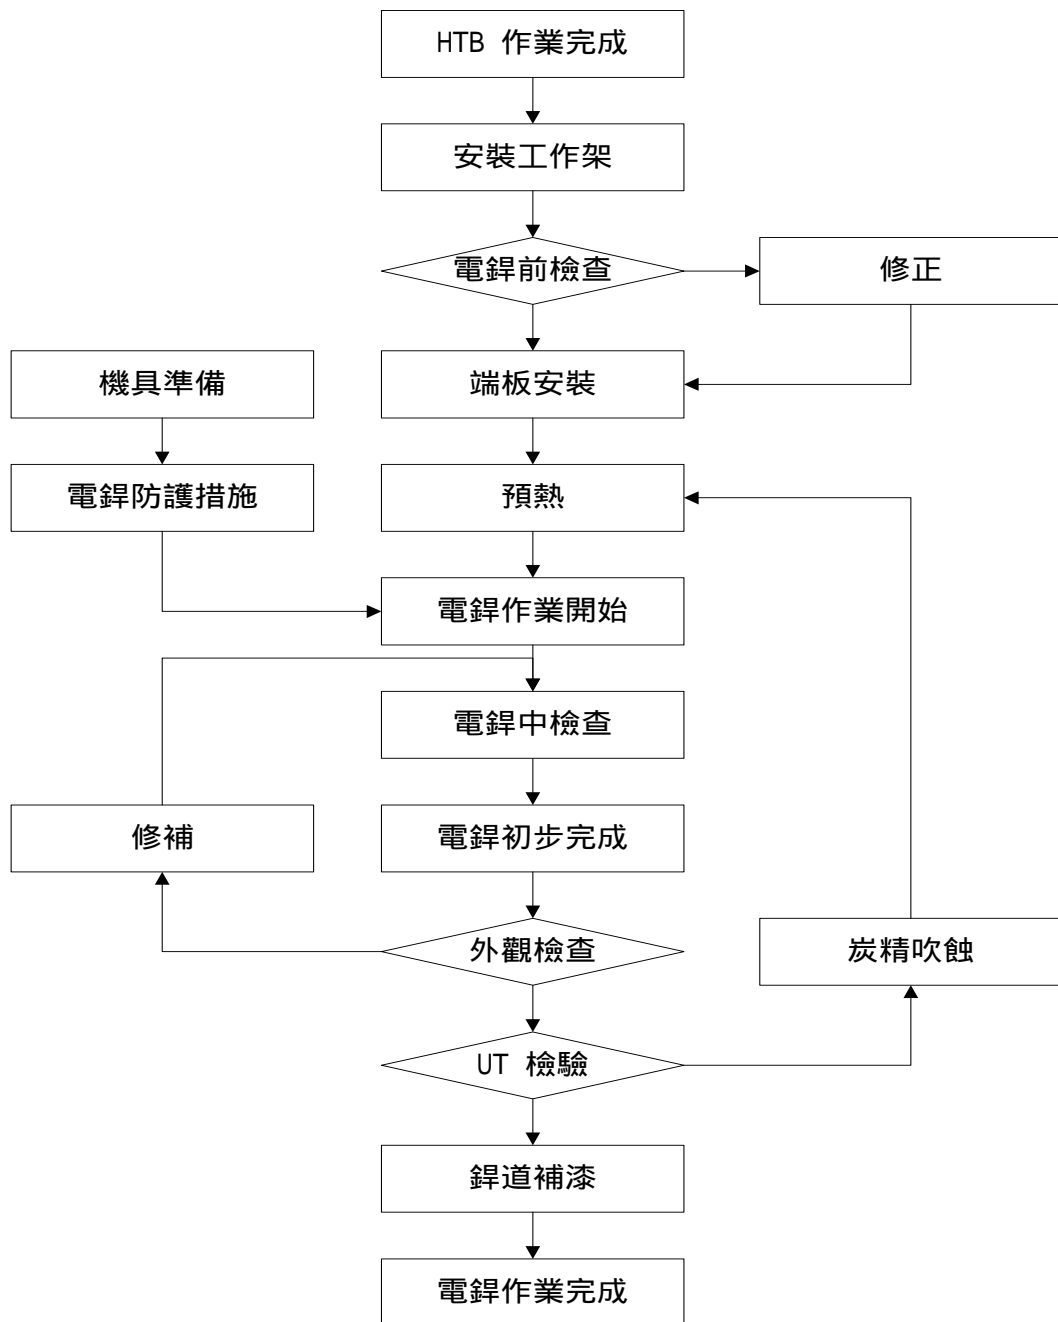 HTB 作業完成
安裝工作架
電銲前檢查
修正
機具準備
端板安裝
電銲防護措施
預熱
電銲作業開始
電銲中檢查
修補
電銲初步完成
外觀檢查
炭精吹蝕
UT 檢驗
銲道補漆
電銲作業完成